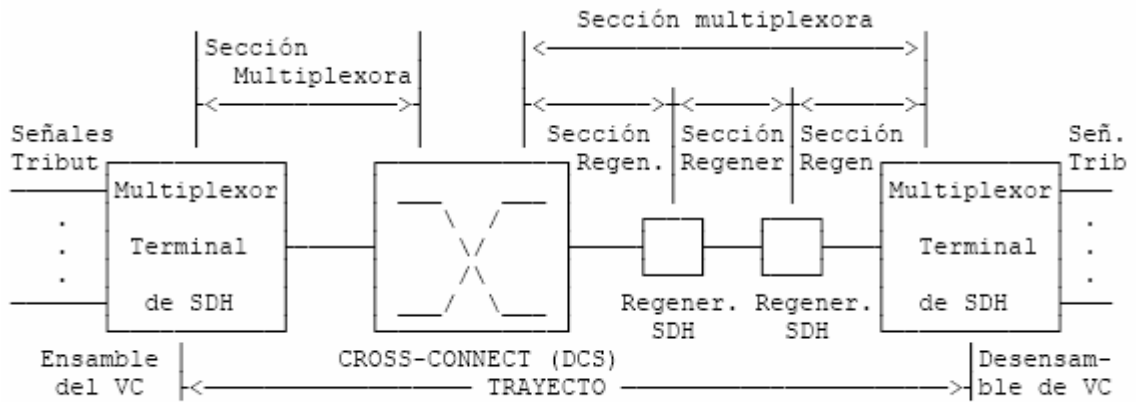 Sección multiplexora
Sección
Multiplexora
Señales
Tribut
Sección
Regen.
Sección
Regener
Sección
Regen
Señ.
Trib
Multiplexor
Terminal
de SDH
Multiplexor
Terminal
de SDH
Regener.
SDH
Regener.
SDH
Ensamble
del VC
CROSS-CONNECT (DCS)
TRAYECTO
Desensam-
ble de VC